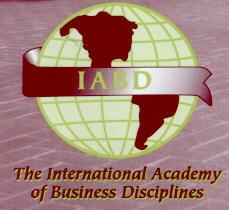 IABD
The International Academy
of Business Disciplines